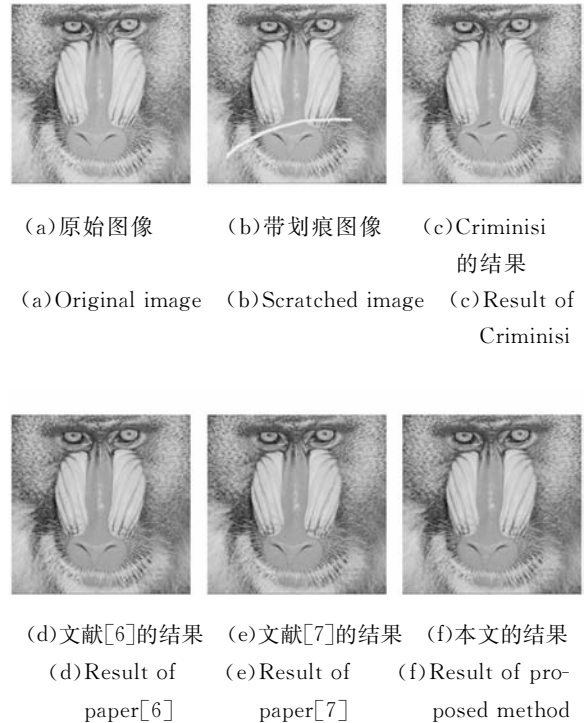 (a)原始图像 (b)带划痕图像 (c)Criminisi
的结果
(a)Original image (b)Scratched image (c)Result of
Criminisi
(d)文献[6]的结果 (e)文献[7]的结果 (f)本文的结果
(d)Result of (e)Result of (f)Result of pro-
paper[6] paper[7] posed method